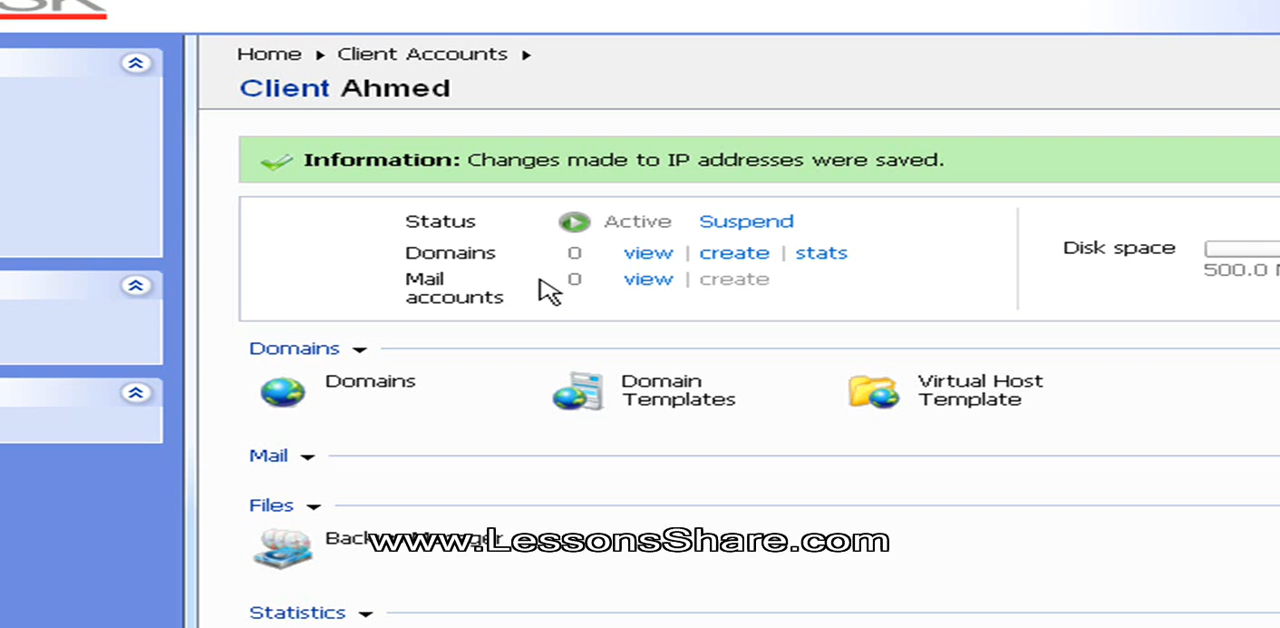 Home ▸ Client Accounts ▸
Client Ahmed
Information: Changes made to IP addresses were saved.
Status Active Suspend
Domains 0 view | create | stats
Mail accounts 0 view | create
Disk space
500.0
Domains
Domains
Domain Templates
Virtual Host Template
Mail
Files
www.LessonsShare.com
Statistics